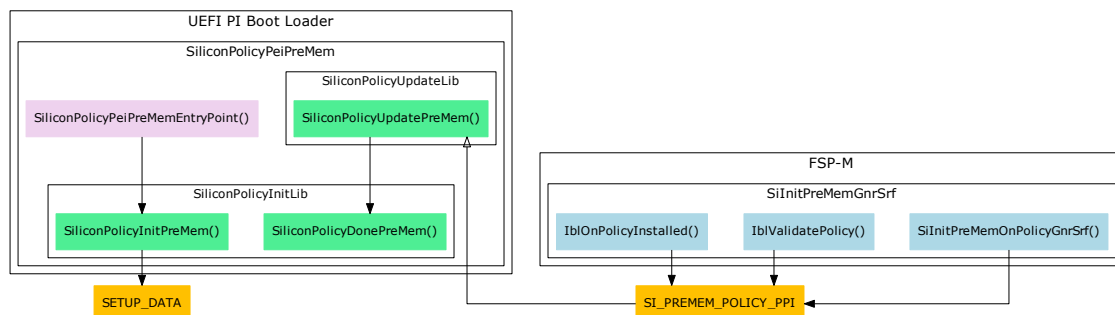 UEFI PI Boot Loader
SiliconPolicyPeiPreMem
SiliconPolicyUpdateLib
SiliconPolicyPeiPreMemEntryPoint()
SiliconPolicyUpdatePreMem()
SiliconPolicyInitLib
SiliconPolicyInitPreMem()
SiliconPolicyDonePreMem()
SETUP_DATA
FSP-M
SiInitPreMemGnrSrf
IblOnPolicyInstalled()
IblValidatePolicy()
SiInitPreMemOnPolicyGnrSrf()
SI_PREMEM_POLICY_PPI